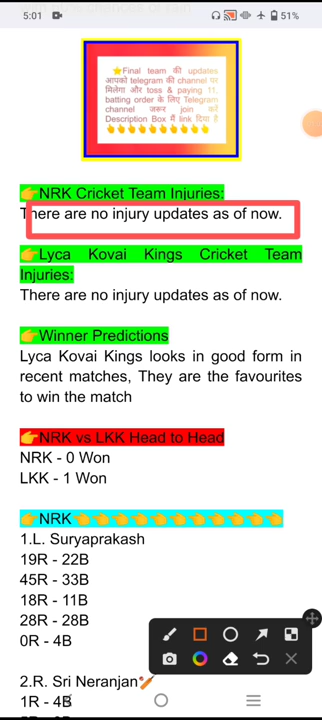 5:01
51%
⭐Final team की updates
आपको telegram की channel पर
मिलेगा और toss & paying 11,
batting order के लिए Telegram
channel जरूर join करें
Description Box मैं link दिया है
👆👆👆👆👆👆👆👆👆👆
👉NRK Cricket Team Injuries:
There are no injury updates as of now.
👉Lyca Kovai Kings Cricket Team
Injuries:
There are no injury updates as of now.
👉Winner Predictions
Lyca Kovai Kings looks in good form in
recent matches, They are the favourites
to win the match
👉NRK vs LKK Head to Head
NRK - 0 Won
LKK - 1 Won
👉NRK👈👈👈👈👈👈👈👈👈👈👈
1.L. Suryaprakash
19R - 22B
45R - 33B
18R - 11B
28R - 28B
0R - 4B
2.R. Sri Neranjan🏏
1R - 4B